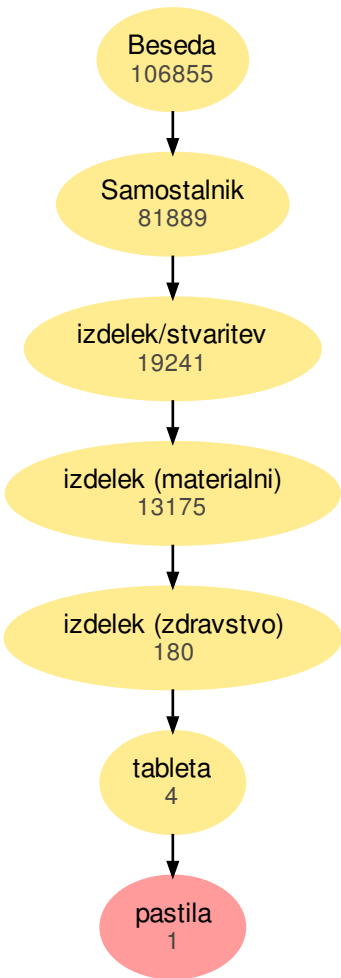 Beseda
106855
Samostalnik
81889
izdelek/stvaritev
19241
izdelek (materialni)
13175
izdelek (zdravstvo)
180
tableta
4
pastila
1